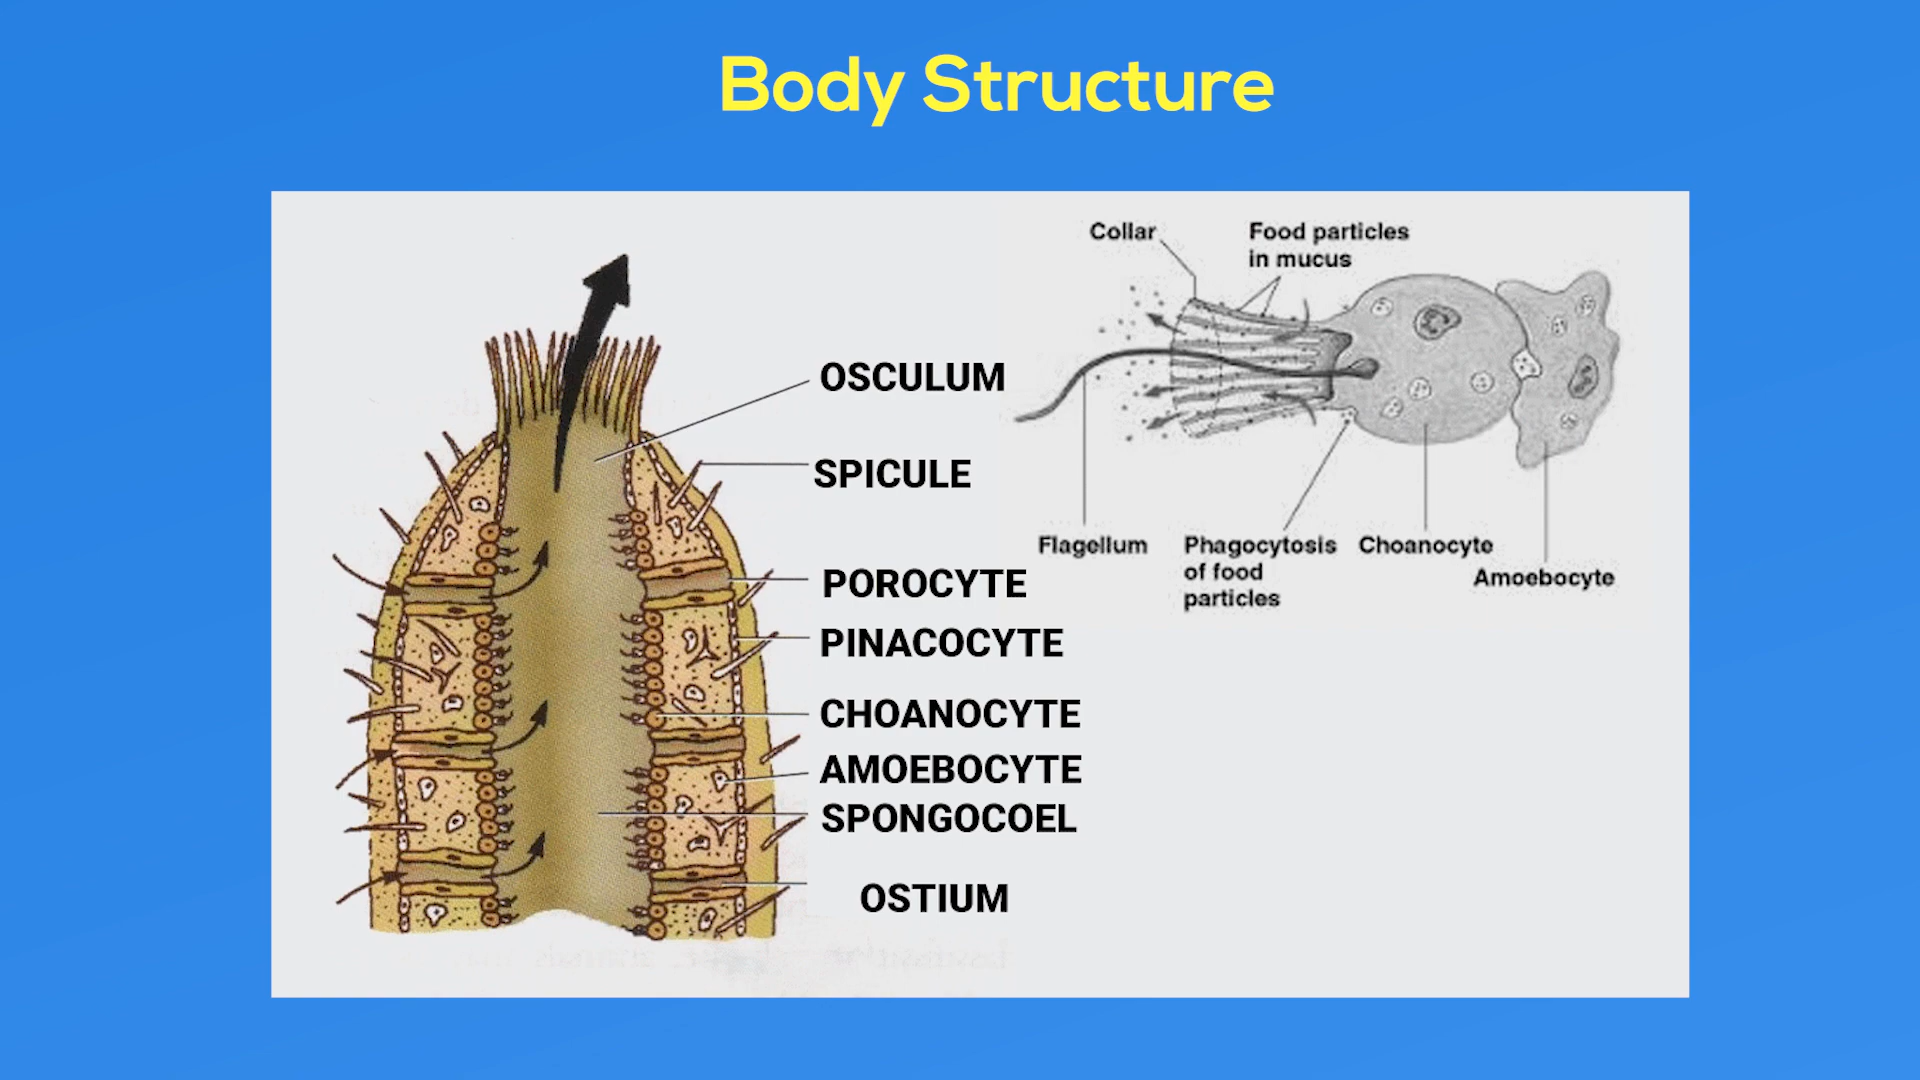 Body Structure
OSCULUM
SPICULE
POROCYTE
PINACOCYTE
CHOANOCYTE
AMOEBOCYTE
SPONGOCOEL
OSTIUM
Collar
Food particles
in mucus
Flagellum
Phagocytosis
of food
particles
Choanocyte
Amoebocyte